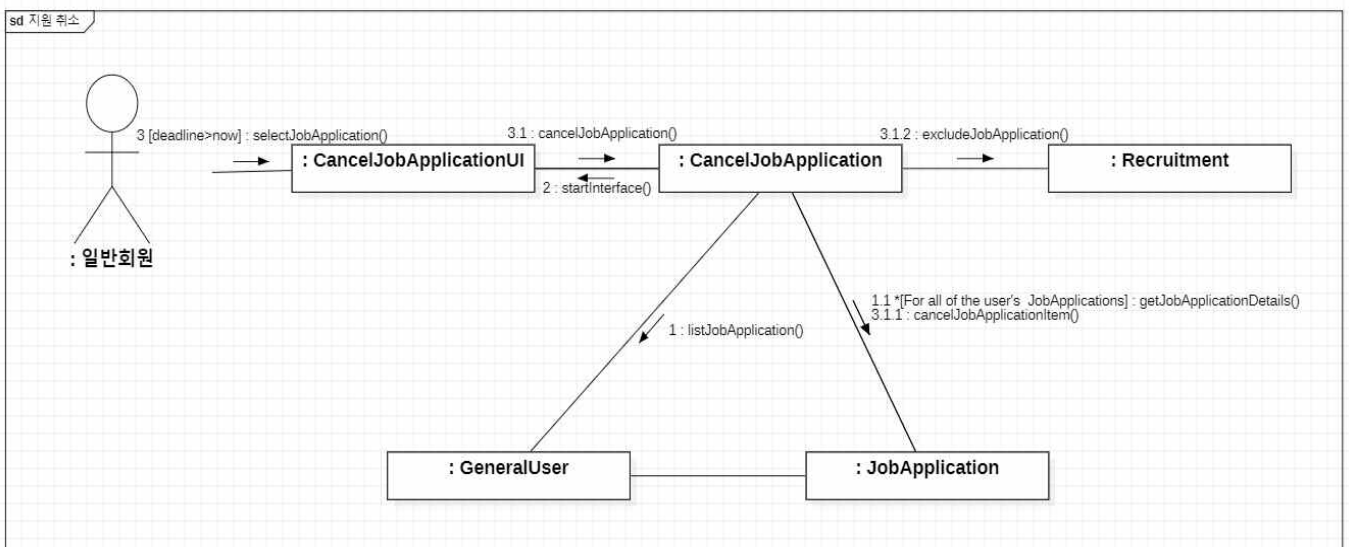 sd 지원 취소
3 [deadline>now] : selectJobApplication()
3.1 : cancelJobApplication()
3.1.2 : excludeJobApplication()
: CancelJobApplicationUI
: CancelJobApplication
: Recruitment
2 : startInterface()
: 일반회원
1.1 *[For all of the user's JobApplications] : getJobApplicationDetails()
3.1.1 : cancelJobApplicationItem()
1 : listJobApplication()
: GeneralUser
: JobApplication